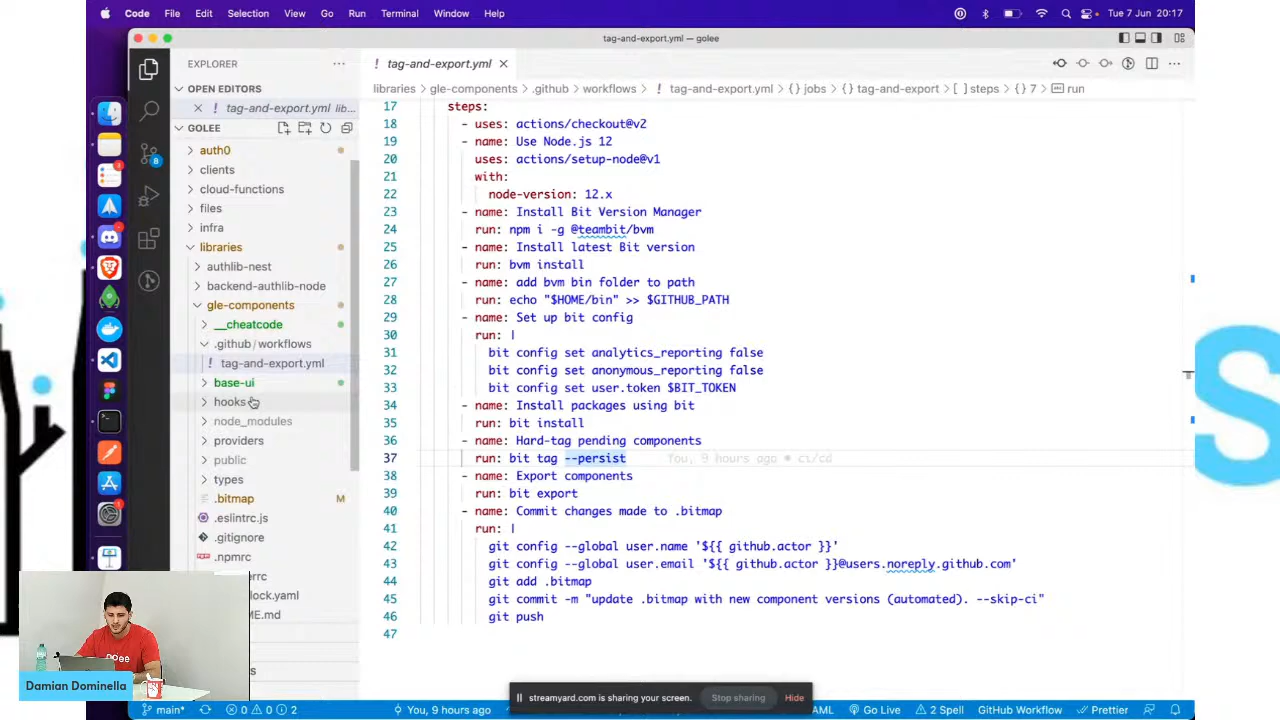 Code File Edit Selection View Go Run Terminal Window Help Tue 7 Jun 20:17
tag-and-export.yml — golee
EXPLORER
OPEN EDITORS
tag-and-export.yml lib...
GOLEE
auth0
clients
cloud-functions
files
infra
libraries
authlib-nest
backend-authlib-node
gle-components
__cheatcode
.github/workflows
! tag-and-export.yml
base-ui
hooks
node_modules
providers
public
types
.bitmap M
.eslintrc.js
.gitignore
.npmrc
erc
lock.yaml
ME.md
! tag-and-export.yml
libraries > gle-components > .github > workflows > ! tag-and-export.yml > {} jobs > {} tag-and-export > [ ] steps > {} 7 > run
17 steps:
18 - uses: actions/checkout@v2
19 - name: Use Node.js 12
20 uses: actions/setup-node@v1
21 with:
22 node-version: 12.x
23 - name: Install Bit Version Manager
24 run: npm i -g @teambit/bvm
25 - name: Install latest Bit version
26 run: bvm install
27 - name: add bvm bin folder to path
28 run: echo "$HOME/bin" >> $GITHUB_PATH
29 - name: Set up bit config
30 run: |
31 bit config set analytics_reporting false
32 bit config set anonymous_reporting false
33 bit config set user.token $BIT_TOKEN
34 - name: Install packages using bit
35 run: bit install
36 - name: Hard-tag pending components
37 run: bit tag --persist You, 9 hours ago • ci/cd
38 - name: Export components
39 run: bit export
40 - name: Commit changes made to .bitmap
41 run: |
42 git config --global user.name '${{ github.actor }}'
43 git config --global user.email '${{ github.actor }}@users.noreply.github.com'
44 git add .bitmap
45 git commit -m "update .bitmap with new component versions (automated). --skip-ci"
46 git push
47
Damian Dominella
streamyard.com is sharing your screen. Stop sharing Hide
main* 0 0 2 You, 9 hours ago YAML Go Live 2 Spell GitHub Workflow Prettier